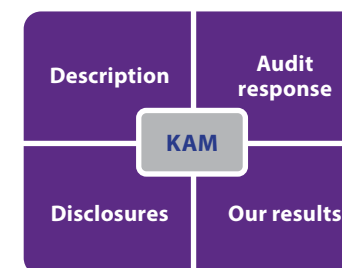 Description
Audit
response
KAM
Disclosures
Our results